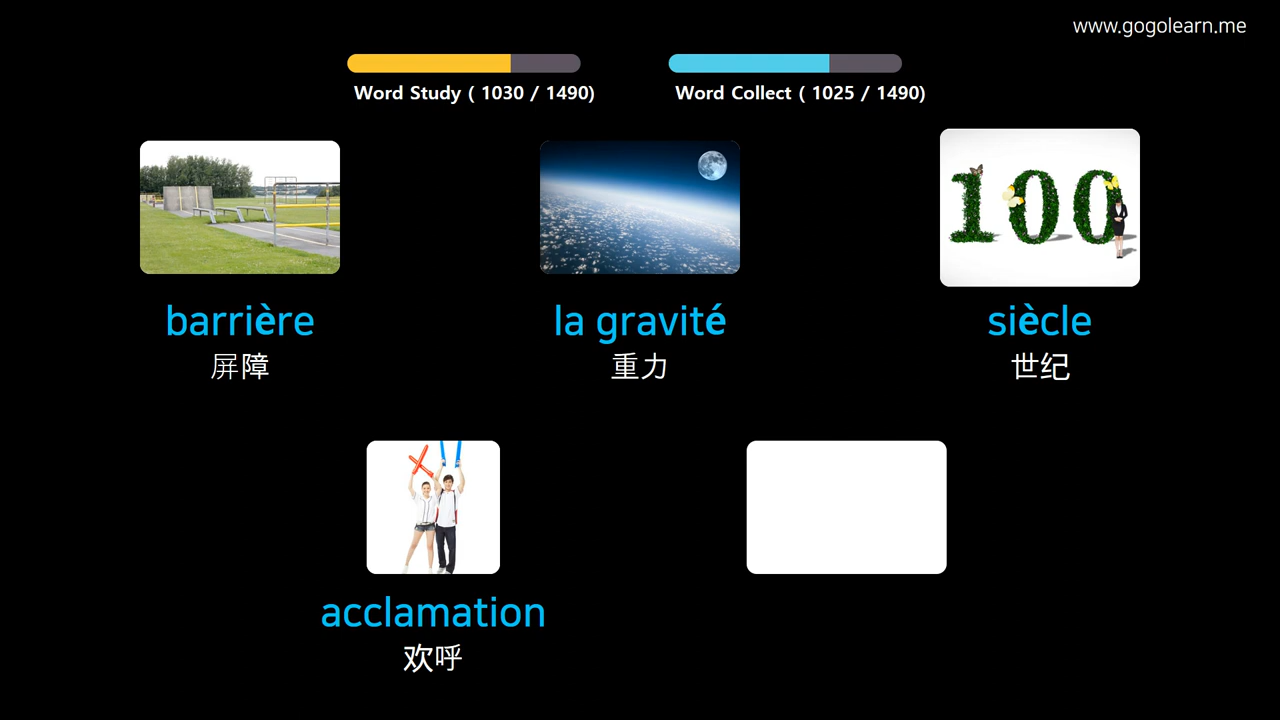 www.gogolearn.me
Word Study ( 1030 / 1490)
Word Collect ( 1025 / 1490)
100
barrière
屏障
la gravité
重力
siècle
世纪
acclamation
欢呼